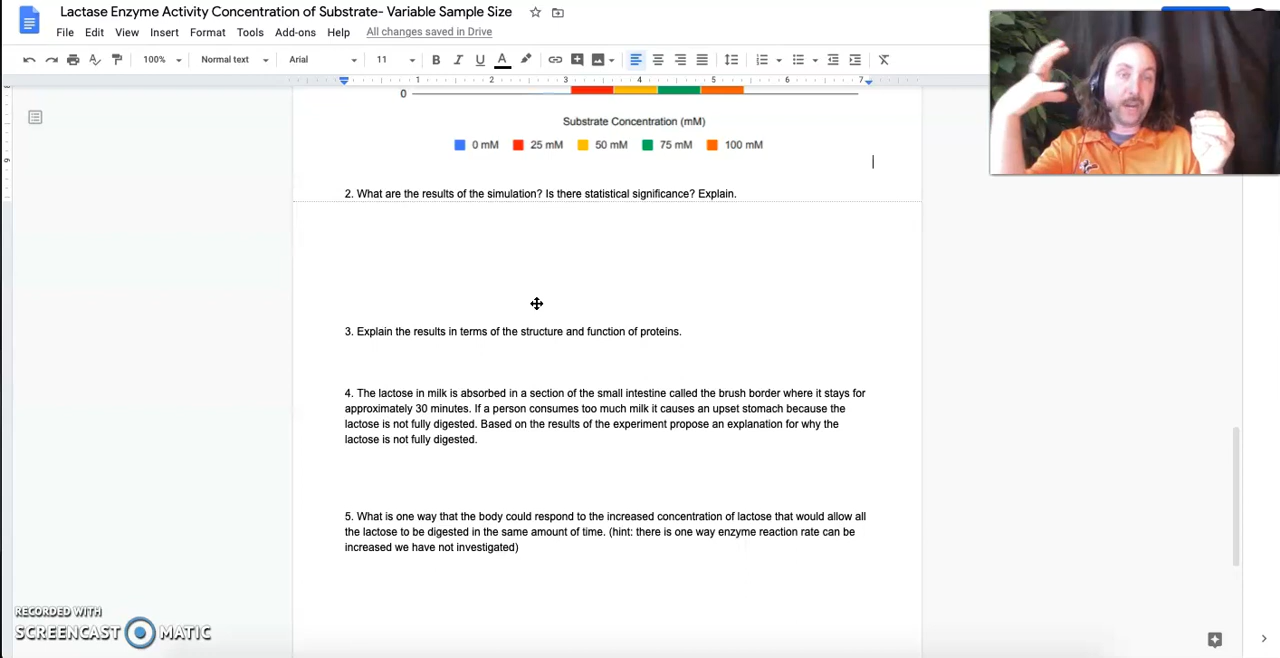 Lactase Enzyme Activity Concentration of Substrate- Variable Sample Size
File Edit View Insert Format Tools Add-ons Help All changes saved in Drive
100% Normal text Arial 11 B I U A
1 2 3 4 5 6 7
0
Substrate Concentration (mM)
0 mM 25 mM 50 mM 75 mM 100 mM
2. What are the results of the simulation? Is there statistical significance? Explain.
3. Explain the results in terms of the structure and function of proteins.
4. The lactose in milk is absorbed in a section of the small intestine called the brush border where it stays for
approximately 30 minutes. If a person consumes too much milk it causes an upset stomach because the
lactose is not fully digested. Based on the results of the experiment propose an explanation for why the
lactose is not fully digested.
5. What is one way that the body could respond to the increased concentration of lactose that would allow all
the lactose to be digested in the same amount of time. (hint: there is one way enzyme reaction rate can be
increased we have not investigated)
RECORDED WITH
SCREENCAST MATIC